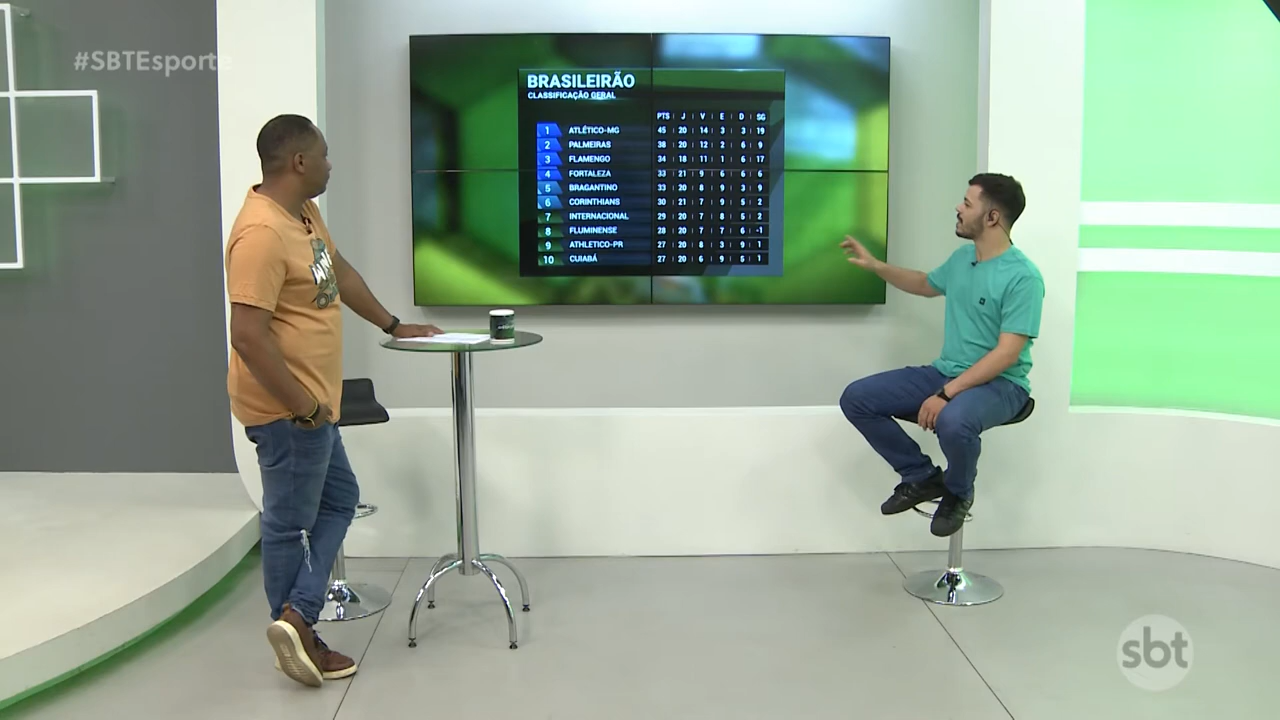 #SBTEsporte
BRASILEIRÃO
CLASSIFICAÇÃO GERAL
PTS J V E D SG
1 ATLÉTICO-MG 45 20 14 3 3 19
2 PALMEIRAS 38 20 12 2 6 9
3 FLAMENGO 34 18 11 1 6 17
4 FORTALEZA 33 21 9 6 6 6
5 BRAGANTINO 33 20 8 9 3 9
6 CORINTHIANS 30 21 7 9 5 2
7 INTERNACIONAL 29 20 7 8 5 2
8 FLUMINENSE 28 20 7 7 6 -1
9 ATHLETICO-PR 27 20 8 3 9 1
10 CUIABÁ 27 20 6 9 5 1
sbt